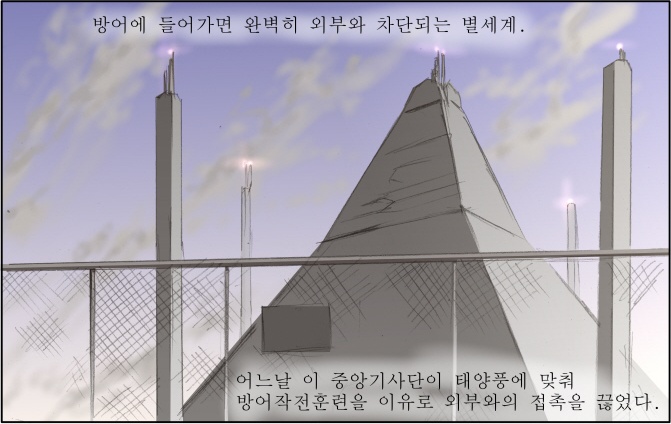 방어에 들어가면 완벽히 외부와 차단되는 별세계.
어느날 이 중앙기사단이 태양풍에 맞춰
방어작전훈련을 이유로 외부와의 접촉을 끊었다.